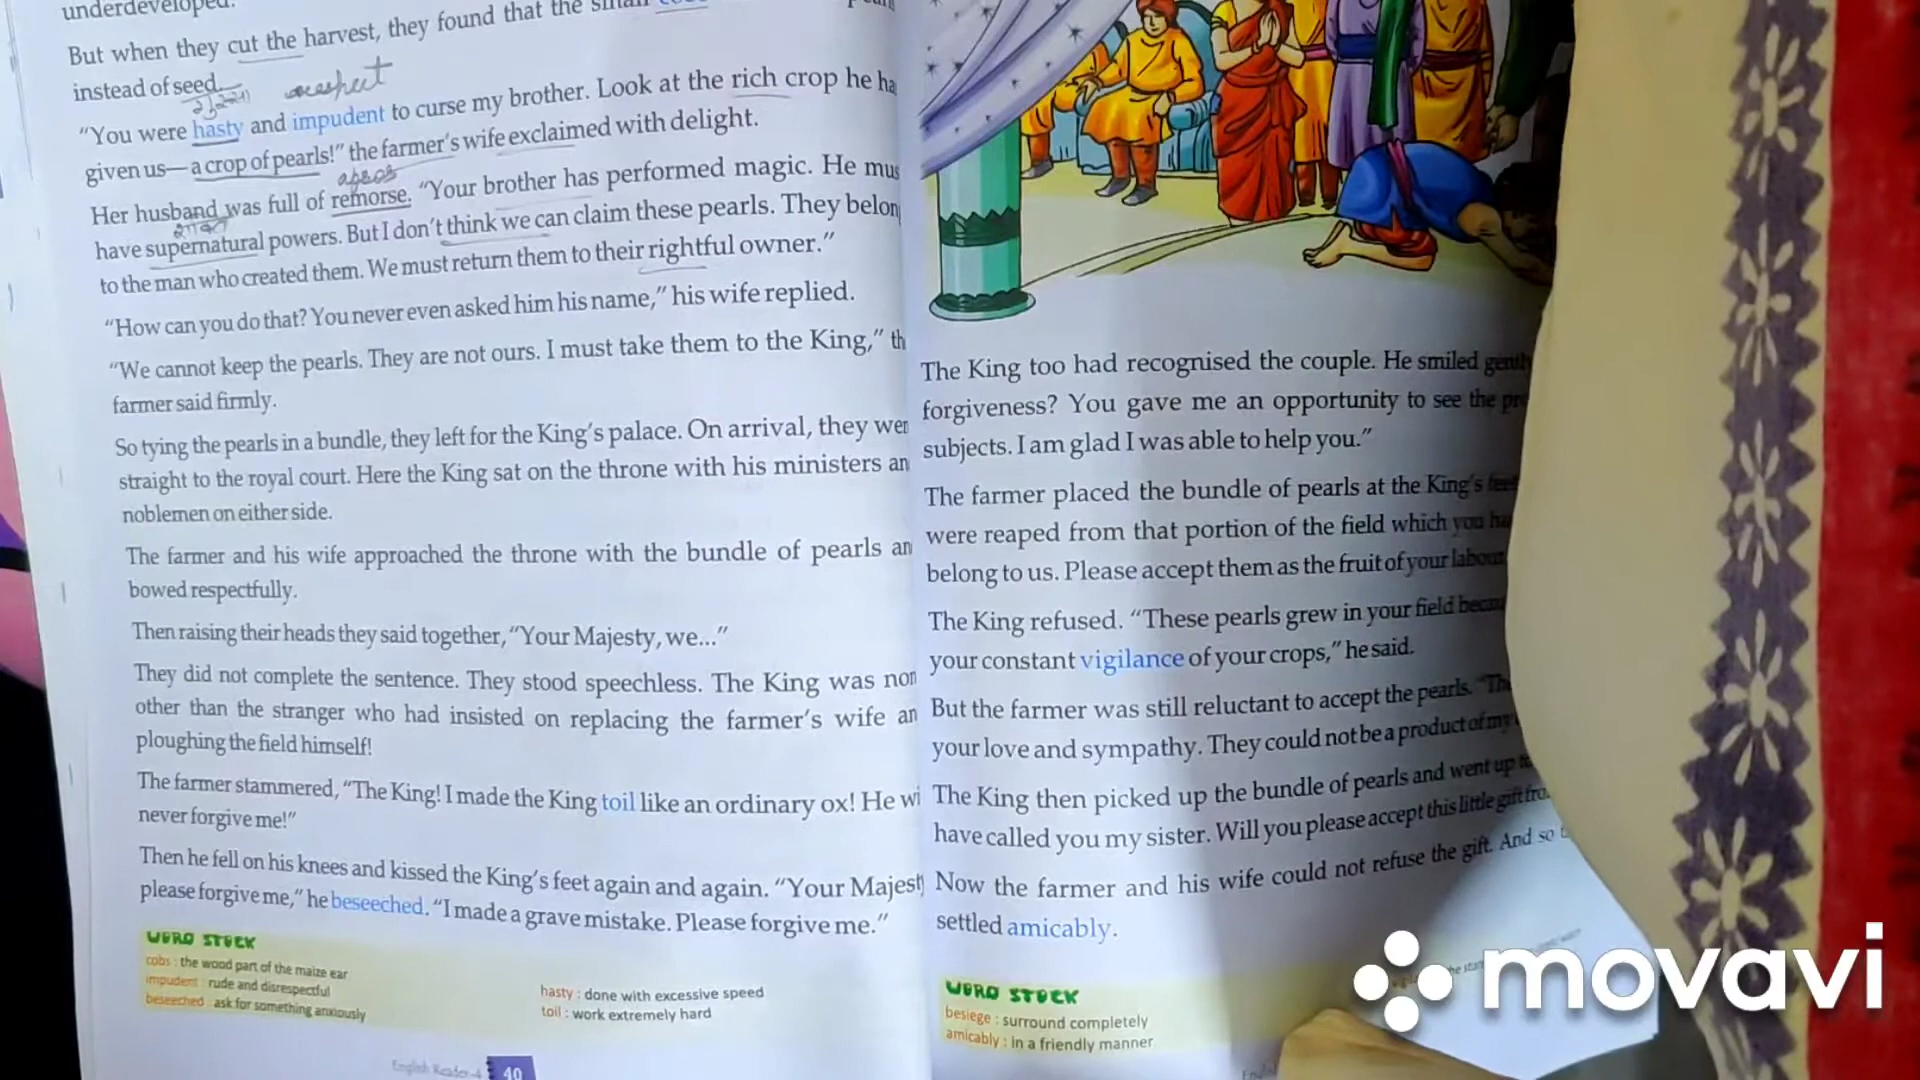 underdeveloped.
But when they cut the harvest, they found that the small
instead of seed.
"You were hasty and impudent to curse my brother. Look at the rich crop he ha
given us—a crop of pearls!" the farmer's wife exclaimed with delight.
Her husband was full of remorse. "Your brother has performed magic. He mus
have supernatural powers. But I don't think we can claim these pearls. They belon
to the man who created them. We must return them to their rightful owner."
"How can you do that? You never even asked him his name," his wife replied.
"We cannot keep the pearls. They are not ours. I must take them to the King," th
farmer said firmly.
So tying the pearls in a bundle, they left for the King's palace. On arrival, they wen
straight to the royal court. Here the King sat on the throne with his ministers an
noblemen on either side.
The farmer and his wife approached the throne with the bundle of pearls an
bowed respectfully.
Then raising their heads they said together, "Your Majesty, we..."
They did not complete the sentence. They stood speechless. The King was non
other than the stranger who had insisted on replacing the farmer's wife an
ploughing the field himself!
The farmer stammered, "The King! I made the King toil like an ordinary ox! He wi
never forgive me!"
Then he fell on his knees and kissed the King's feet again and again. "Your Majest
please forgive me," he beseeched. "I made a grave mistake. Please forgive me."
WORD STOCK
cobs : the wood part of the maize ear
impudent : rude and disrespectful
beseeched : ask for something anxiously
hasty : done with excessive speed
toil : work extremely hard
English Reader-4 40
The King too had recognised the couple. He smiled gently
forgiveness? You gave me an opportunity to see the pr
subjects. I am glad I was able to help you."
The farmer placed the bundle of pearls at the King's feet
were reaped from that portion of the field which you ha
belong to us. Please accept them as the fruit of your labour
The King refused. "These pearls grew in your field becau
your constant vigilance of your crops," he said.
But the farmer was still reluctant to accept the pearls. "The
your love and sympathy. They could not be a product of my
The King then picked up the bundle of pearls and went up to
have called you my sister. Will you please accept this little gift fro
Now the farmer and his wife could not refuse the gift. And so t
settled amicably.
WORD STOCK
besiege : surround completely
amicably : in a friendly manner
movavi